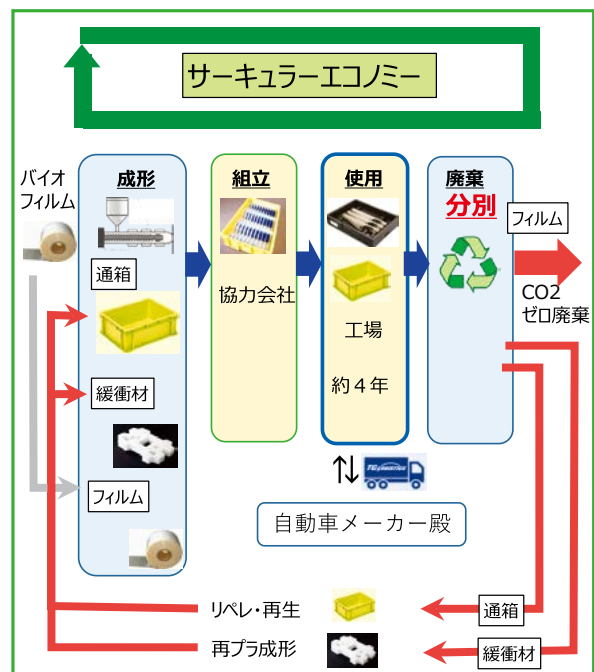 サーキュラーエコノミー
バイオ
フィルム
成形
通箱
緩衝材
フィルム
組立
協力会社
使用
工場
約４年
廃棄
分別
フィルム
CO2
ゼロ廃棄
自動車メーカー殿
リペレ・再生
通箱
再プラ成形
緩衝材